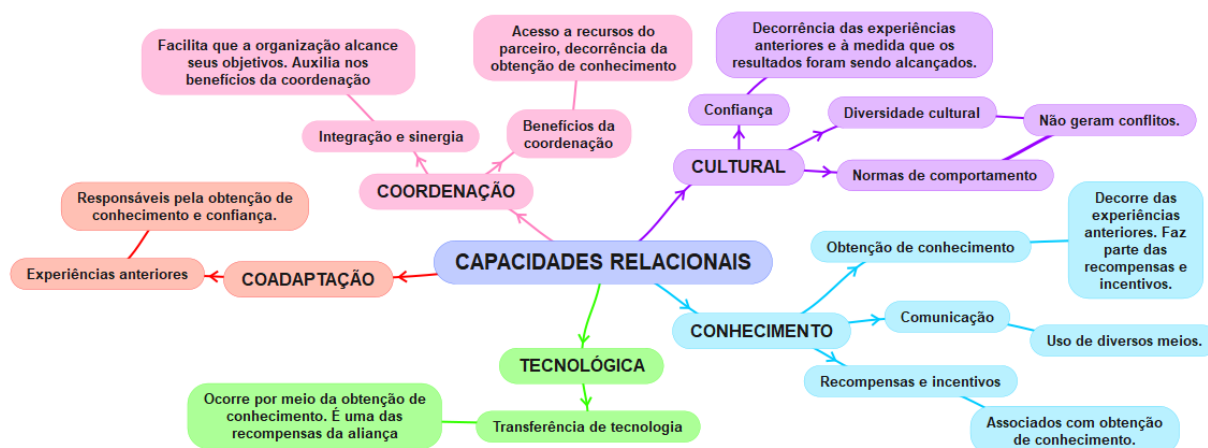 Facilita que a organização alcance
seus objetivos. Auxilia nos
benefícios da coordenação
Acesso a recursos do
parceiro, decorrência da
obtenção de conhecimento
Decorrência das experiências
anteriores e à medida que os
resultados foram sendo alcançados.
Integração e sinergia
Benefícios da
coordenação
Confiança
Diversidade cultural
Não geram conflitos.
COORDENAÇÃO
CULTURAL
Normas de comportamento
Responsáveis pela obtenção de
conhecimento e confiança.
Experiências anteriores
COADAPTAÇÃO
CAPACIDADES RELACIONAIS
Obtenção de conhecimento
Decorre das
experiências
anteriores. Faz
parte das
recompensas e
incentivos.
CONHECIMENTO
Comunicação
Uso de diversos meios.
TECNOLÓGICA
Recompensas e incentivos
Ocorre por meio da obtenção de
conhecimento. É uma das
recompensas da aliança
Transferência de tecnologia
Associados com obtenção
de conhecimento.